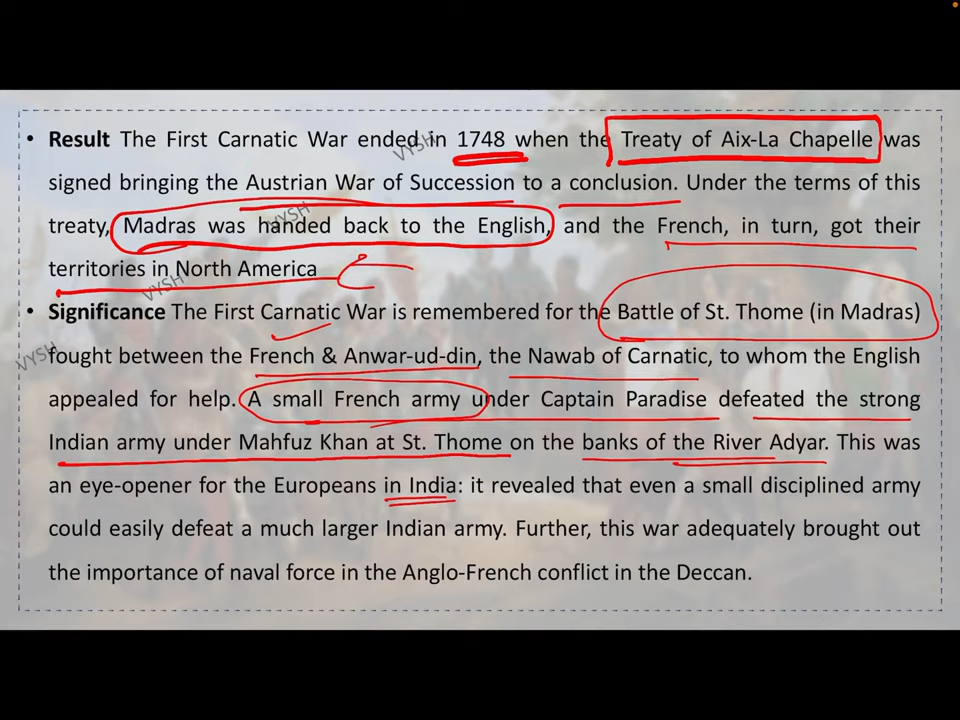 • Result The First Carnatic War ended in 1748 when the Treaty of Aix-La Chapelle was
signed bringing the Austrian War of Succession to a conclusion. Under the terms of this
treaty, Madras was handed back to the English, and the French, in turn, got their
territories in North America
• Significance The First Carnatic War is remembered for the Battle of St. Thome (in Madras)
fought between the French & Anwar-ud-din, the Nawab of Carnatic, to whom the English
appealed for help. A small French army under Captain Paradise defeated the strong
Indian army under Mahfuz Khan at St. Thome on the banks of the River Adyar. This was
an eye-opener for the Europeans in India: it revealed that even a small disciplined army
could easily defeat a much larger Indian army. Further, this war adequately brought out
the importance of naval force in the Anglo-French conflict in the Deccan.
VYSH
VYSH
VYSH
VYSH